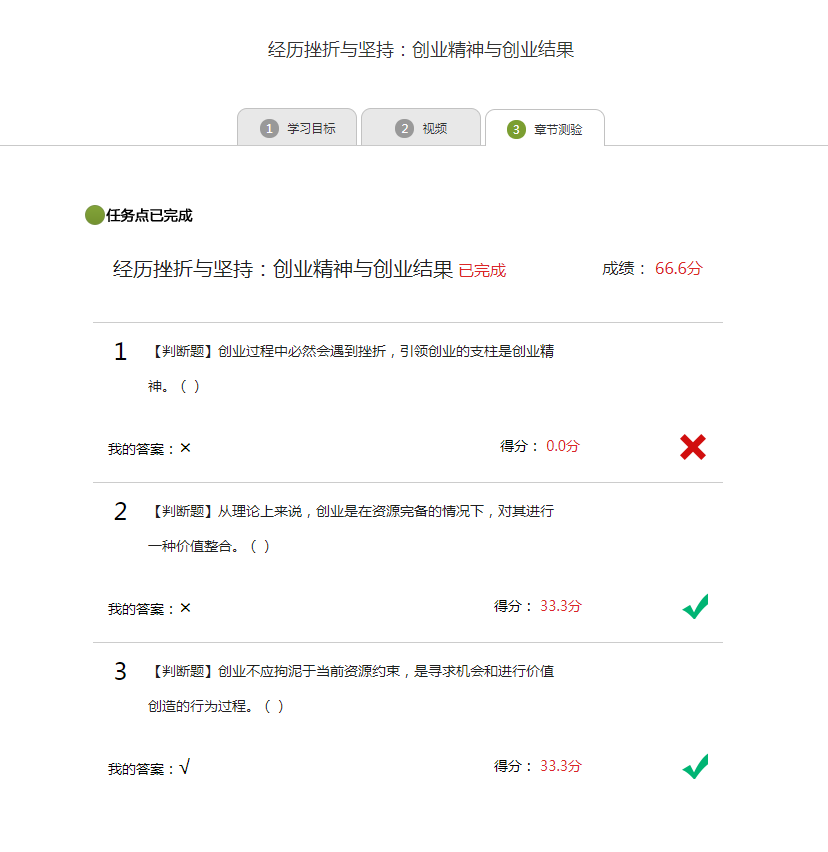 经历挫折与坚持：创业精神与创业结果
1 学习目标
2 视频
3 章节测验
任务点已完成
经历挫折与坚持：创业精神与创业结果 已完成 成绩： 66.6分
1 【判断题】创业过程中必然会遇到挫折，引领创业的支柱是创业精
神。（ ）
我的答案：× 得分： 0.0分
2 【判断题】从理论上来说，创业是在资源完备的情况下，对其进行
一种价值整合。（ ）
我的答案：× 得分： 33.3分
3 【判断题】创业不应拘泥于当前资源约束，是寻求机会和进行价值
创造的行为过程。（ ）
我的答案：√ 得分： 33.3分